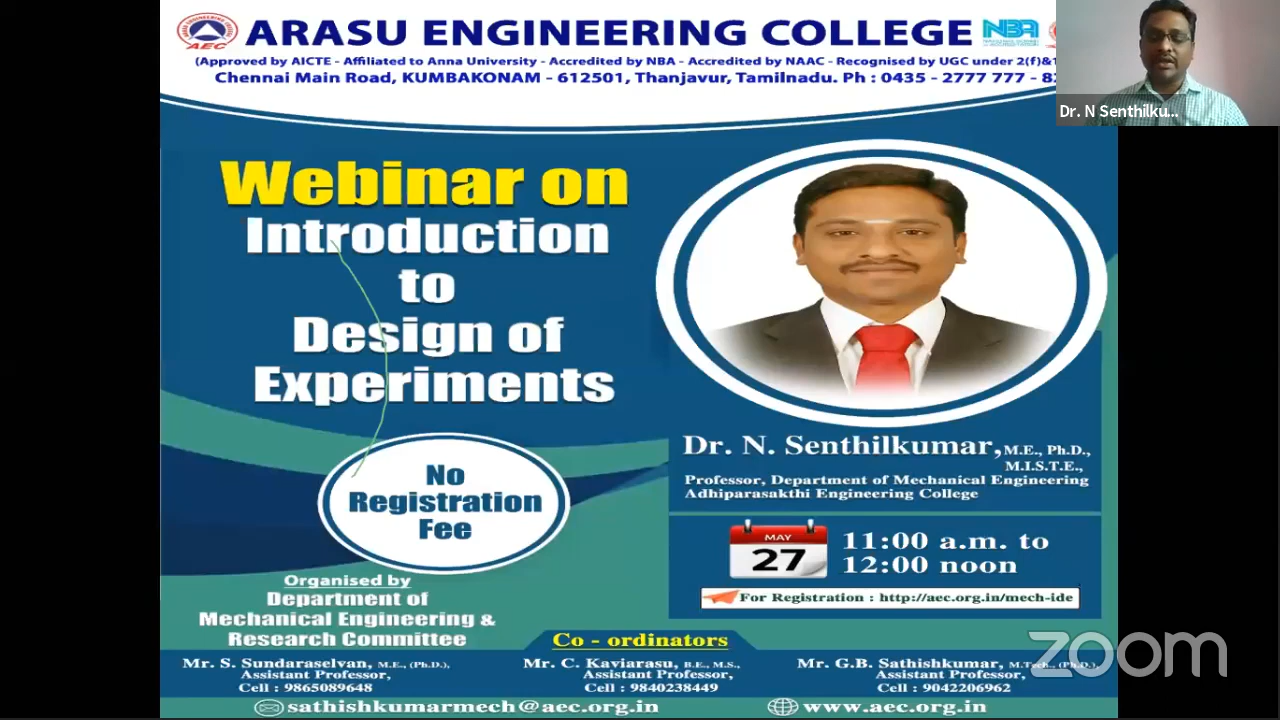 ARASU ENGINEERING COLLEGE
AEC
NBA
(Approved by AICTE - Affiliated to Anna University - Accredited by NBA - Accredited by NAAC - Recognised by UGC under 2(f)&1
Chennai Main Road, KUMBAKONAM - 612501, Thanjavur, Tamilnadu. Ph : 0435 - 2777 777 - 82
Dr. N Senthilku...
Webinar on
Introduction
to
Design of
Experiments
No
Registration
Fee
Dr. N. Senthilkumar, M.E., Ph.D.,
M.I.S.T.E.,
Professor, Department of Mechanical Engineering
Adhiparasakthi Engineering College
MAY
27
11:00 a.m. to
12:00 noon
For Registration : http://aec.org.in/mech-ide
Organised by
Department of
Mechanical Engineering &
Research Committee
Co - ordinators
Mr. S. Sundaraselvan, M.E., (Ph.D.),
Assistant Professor,
Cell : 9865089648
Mr. C. Kaviarasu, B.E., M.S.,
Assistant Professor,
Cell : 9840238449
Mr. G.B. Sathishkumar, M.Tech., (Ph.D.),
Assistant Professor,
Cell : 9042206962
sathishkumarmech@aec.org.in
www.aec.org.in
zoom